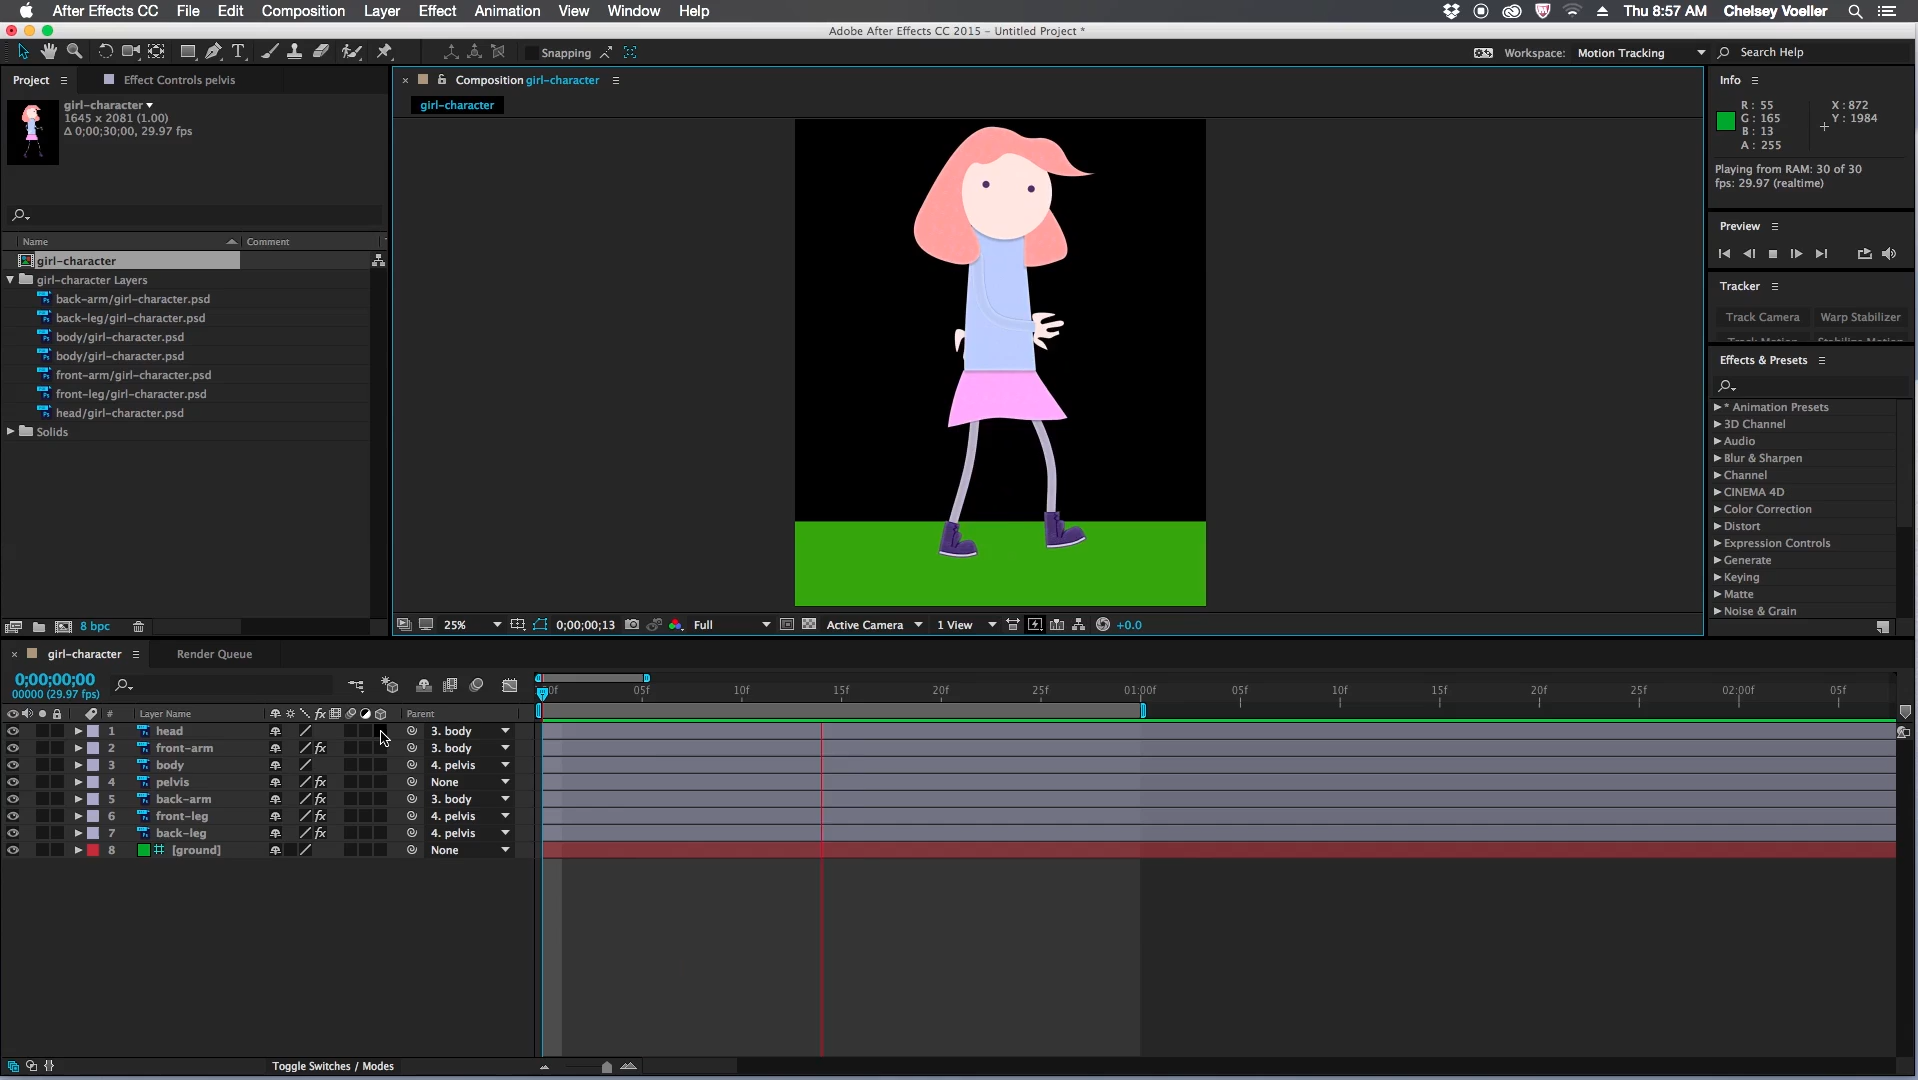 After Effects CC File Edit Composition Layer Effect Animation View Window Help Thu 8:57 AM Chelsey Voeller
Adobe After Effects CC 2015 – Untitled Project *
Snapping Workspace: Motion Tracking Search Help
Project Effect Controls pelvis
girl-character
1645 x 2081 (1.00)
Δ 0;00;30;00, 29.97 fps
Name Comment
girl-character
girl-character Layers
back-arm/girl-character.psd
back-leg/girl-character.psd
body/girl-character.psd
body/girl-character.psd
front-arm/girl-character.psd
front-leg/girl-character.psd
head/girl-character.psd
Solids
8 bpc
Composition girl-character
girl-character
25% 0;00;00;13 Full Active Camera 1 View +0.0
Info
R : 55 X : 872
G : 165 Y : 1984
B : 13
A : 255
Playing from RAM: 30 of 30
fps: 29.97 (realtime)
Preview
Tracker
Track Camera Warp Stabilizer
Track Motion Stabilize Motion
Effects & Presets
* Animation Presets
3D Channel
Audio
Blur & Sharpen
Channel
CINEMA 4D
Color Correction
Distort
Expression Controls
Generate
Keying
Matte
Noise & Grain
girl-character Render Queue
0;00;00;00
00000 (29.97 fps)
00f 05f 10f 15f 20f 25f 01:00f 05f 10f 15f 20f 25f 02:00f 05f
# Layer Name fx Parent
1 head 3. body
2 front-arm fx 3. body
3 body 4. pelvis
4 pelvis fx None
5 back-arm fx 3. body
6 front-leg fx 4. pelvis
7 back-leg fx 4. pelvis
8 [ground] None
Toggle Switches / Modes